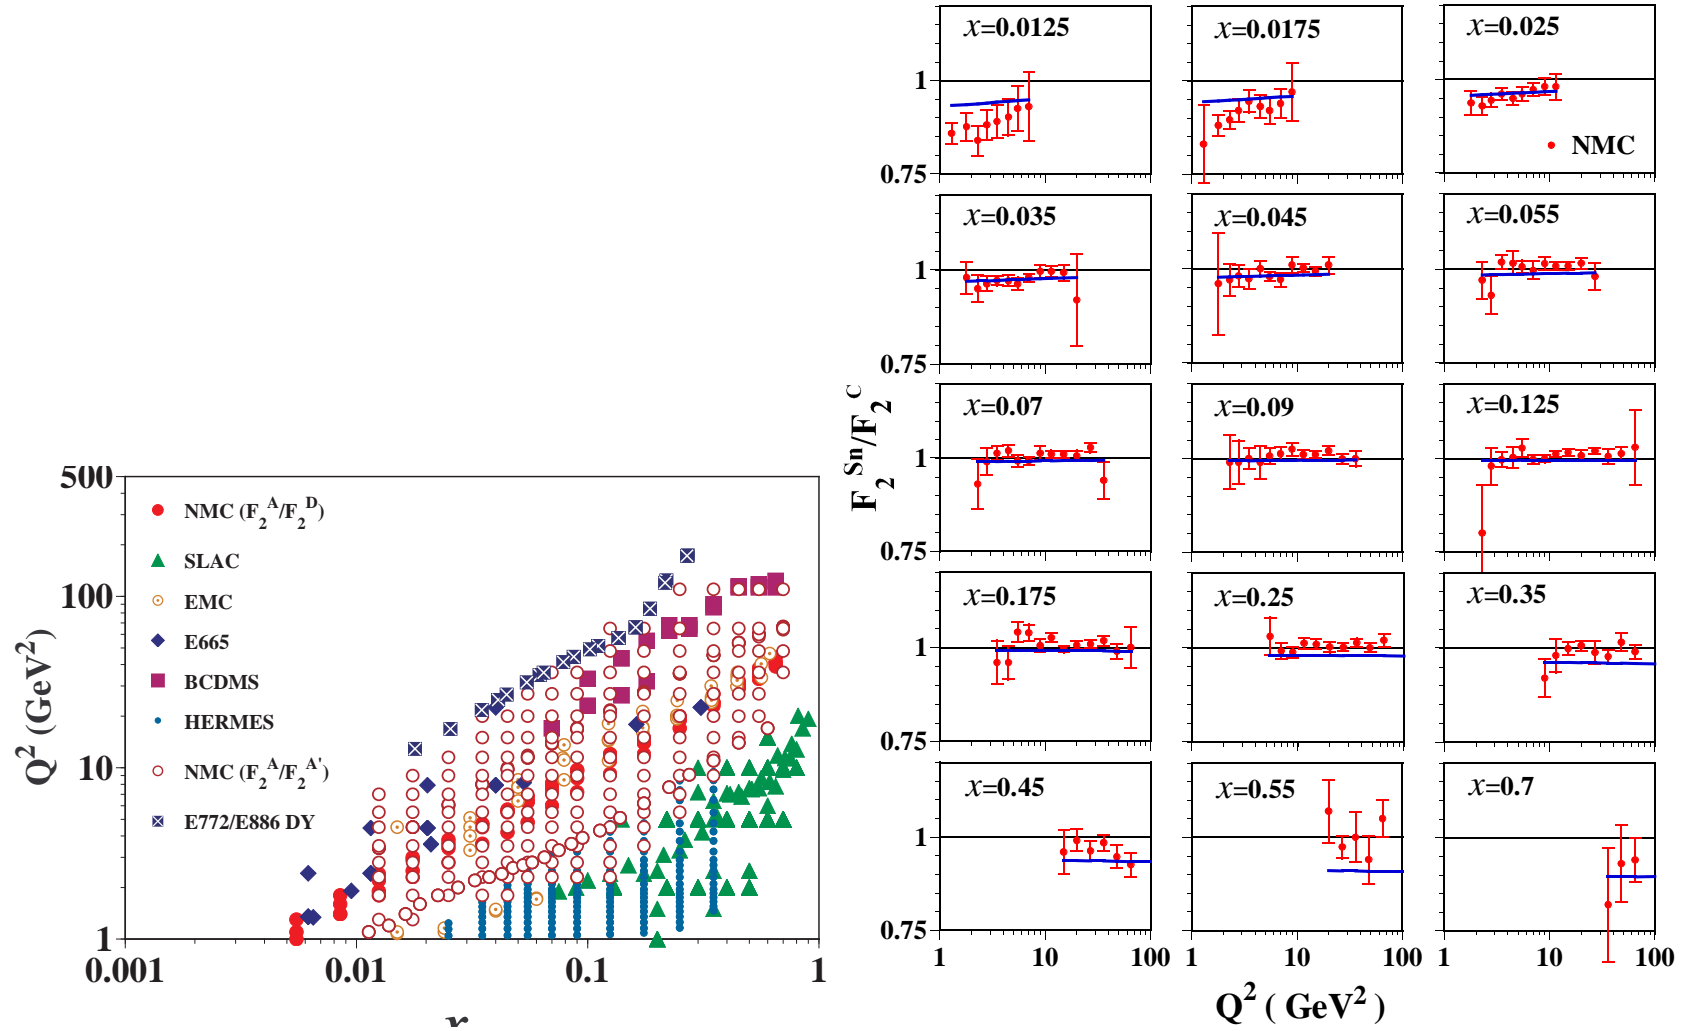 500
100
10
1
0.001
0.01
0.1
1
Q² (GeV²)
x
NMC (F₂ᴬ/F₂ᴰ)
SLAC
EMC
E665
BCDMS
HERMES
NMC (F₂ᴬ/F₂ᴬ')
E772/E886 DY
F₂ˢⁿ/F₂ᶜ
x=0.0125
x=0.0175
x=0.025
1
0.75
NMC
x=0.035
x=0.045
x=0.055
1
0.75
x=0.07
x=0.09
x=0.125
1
0.75
x=0.175
x=0.25
x=0.35
1
0.75
x=0.45
x=0.55
x=0.7
1
0.75
1 10 100
1 10 100
1 10 100
Q² ( GeV² )